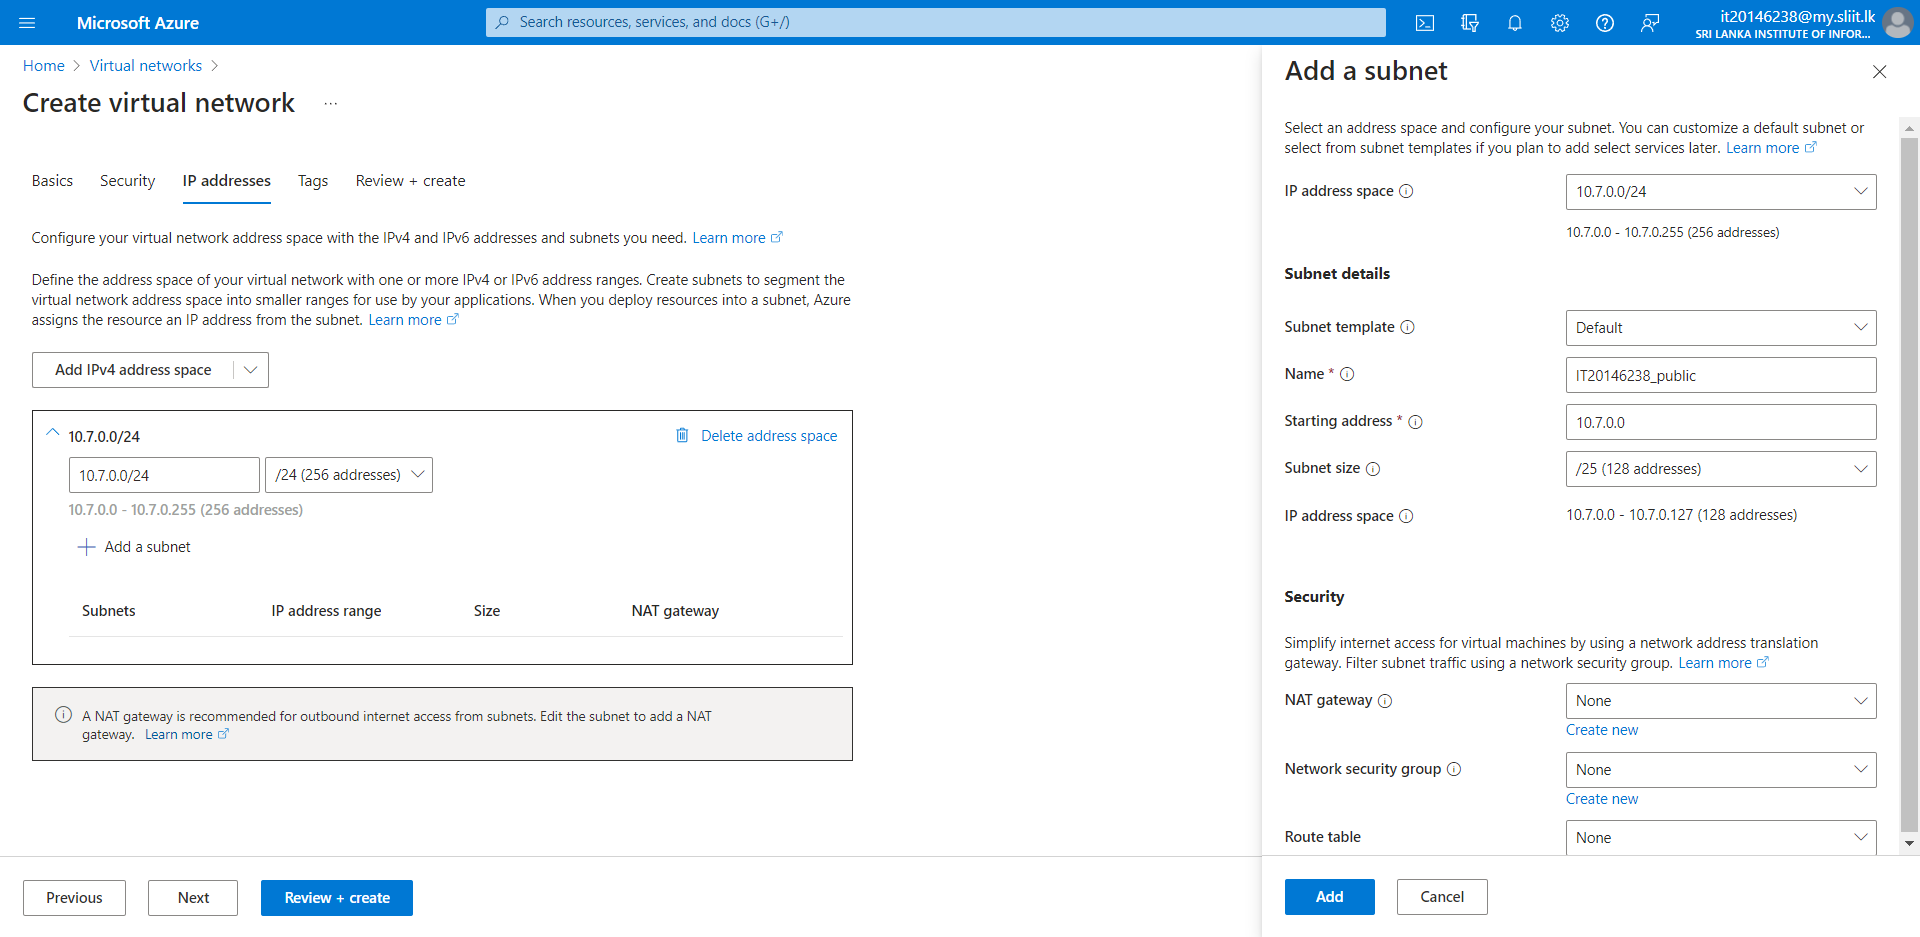 Microsoft Azure
Search resources, services, and docs (G+/)
it20146238@my.sliit.lk
SRI LANKA INSTITUTE OF INFOR...
Home > Virtual networks >
Create virtual network ...
Basics Security IP addresses Tags Review + create
Configure your virtual network address space with the IPv4 and IPv6 addresses and subnets you need. Learn more
Define the address space of your virtual network with one or more IPv4 or IPv6 address ranges. Create subnets to segment the
virtual network address space into smaller ranges for use by your applications. When you deploy resources into a subnet, Azure
assigns the resource an IP address from the subnet. Learn more
Add IPv4 address space
10.7.0.0/24 Delete address space
10.7.0.0/24 /24 (256 addresses)
10.7.0.0 - 10.7.0.255 (256 addresses)
Add a subnet
Subnets IP address range Size NAT gateway
A NAT gateway is recommended for outbound internet access from subnets. Edit the subnet to add a NAT
gateway. Learn more
Previous Next Review + create
Add a subnet
Select an address space and configure your subnet. You can customize a default subnet or
select from subnet templates if you plan to add select services later. Learn more
IP address space 10.7.0.0/24
10.7.0.0 - 10.7.0.255 (256 addresses)
Subnet details
Subnet template Default
Name * IT20146238_public
Starting address * 10.7.0.0
Subnet size /25 (128 addresses)
IP address space 10.7.0.0 - 10.7.0.127 (128 addresses)
Security
Simplify internet access for virtual machines by using a network address translation
gateway. Filter subnet traffic using a network security group. Learn more
NAT gateway None
Create new
Network security group None
Create new
Route table None
Add Cancel